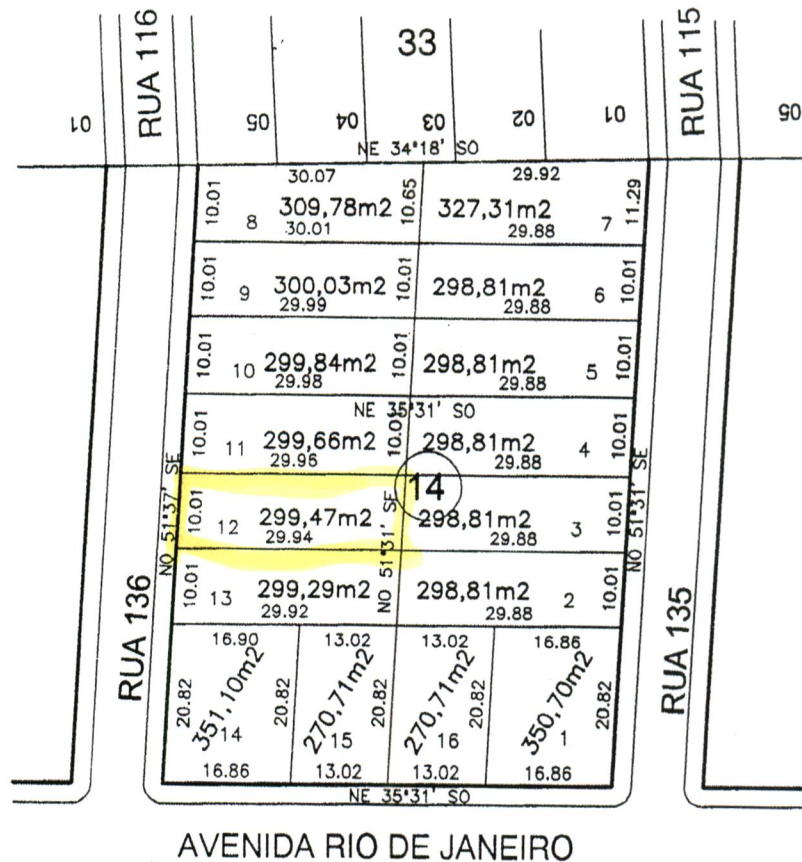 33
RUA 116
RUA 115
01
05
04
03
02
01
05
NE 34°18' SO
30.07
29.92
10.01
8
309,78m2
10.65
327,31m2
7
11.29
30.01
29.88
10.01
9
300,03m2
10.01
298,81m2
6
10.01
29.99
29.88
10.01
10
299,84m2
10.01
298,81m2
5
10.01
29.98
29.88
NE 35°31' SO
10.01
11
299,66m2
10.01
298,81m2
4
10.01
29.96
29.88
14
NO 51°37' SE
10.01
12
299,47m2
NO 51°31' SE
298,81m2
3
10.01
NO 51°31' SE
29.94
29.88
10.01
13
299,29m2
298,81m2
2
10.01
29.92
29.88
RUA 136
RUA 135
16.90
13.02
13.02
16.86
20.82
351,10m2
20.82
270,71m2
20.82
270,71m2
20.82
350,70m2
20.82
14
15
16
1
16.86
13.02
13.02
16.86
NE 35°31' SO
AVENIDA RIO DE JANEIRO